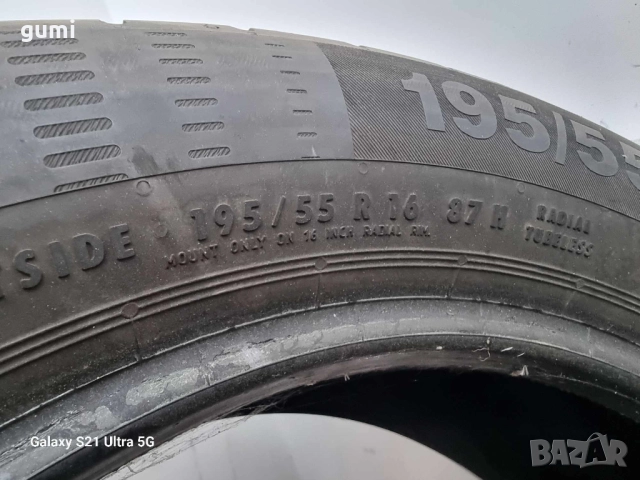 gumi
195/55
SIDE · 195/55 R 16 87 H RADIAL TUBELESS
MOUNT ONLY ON 16 INCH RADIAL RIM.
Galaxy S21 Ultra 5G
BAZAR